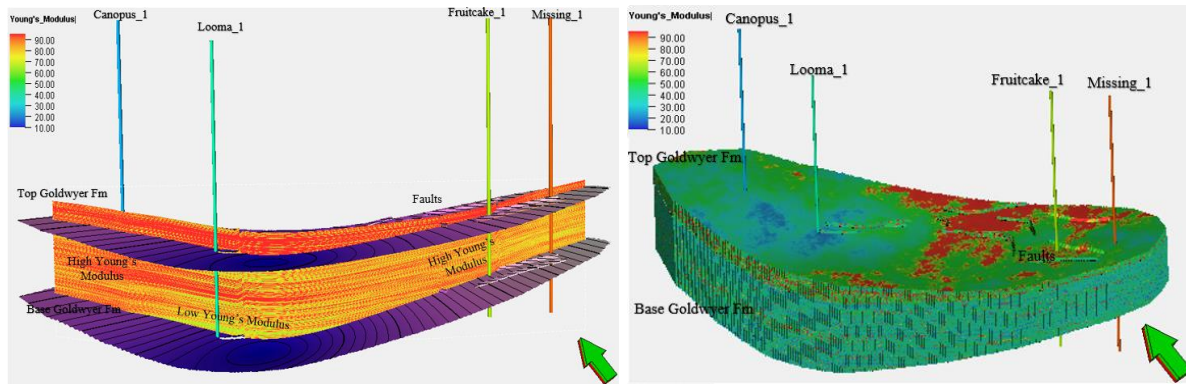 Young's_Modulus|
90.00
80.00
70.00
60.00
50.00
40.00
30.00
20.00
10.00
Canopus_1
Looma_1
Fruitcake_1
Missing_1
Top Goldwyer Fm
Faults
High Young's
Modulus
High Young's
Modulus
Base Goldwyer Fm
Low Young's Modulus
Young's_Modulus|
90.00
80.00
70.00
60.00
50.00
40.00
30.00
20.00
10.00
Canopus_1
Looma_1
Fruitcake_1
Missing_1
Top Goldwyer Fm
Faults
Base Goldwyer Fm